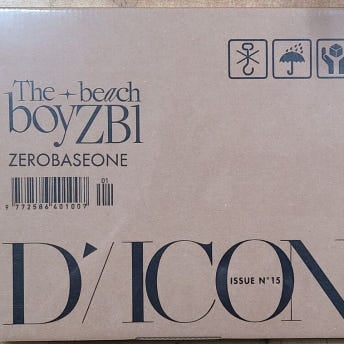 The beach
boyZB1
ZEROBASEONE
01
9 772586 401007
D'/ICON
ISSUE N°15